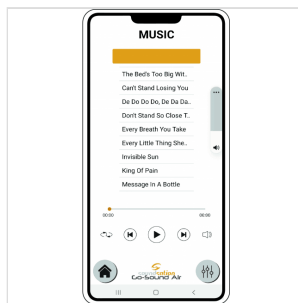 MUSIC
The Bed's Too Big Wit..
Can't Stand Losing You
De Do Do Do, De Da Da..
Don't Stand So Close T..
Every Breath You Take
Every Little Thing She..
Invisible Sun
King Of Pain
Message In A Bottle
00:00 00:00
soundsation
Go-Sound Air